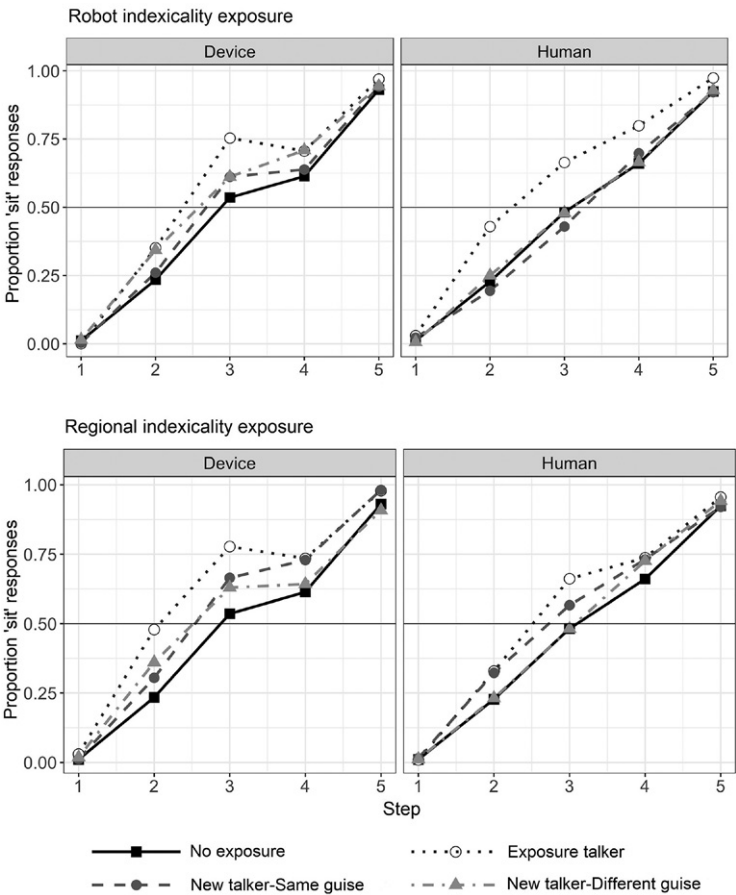 Robot indexicality exposure
Device Human
1.00
0.75
0.50
0.25
0.00
Proportion 'sit' responses
1 2 3 4 5 1 2 3 4 5
Regional indexicality exposure
Device Human
1.00
0.75
0.50
0.25
0.00
Proportion 'sit' responses
1 2 3 4 5 1 2 3 4 5
Step
No exposure Exposure talker
New talker-Same guise New talker-Different guise